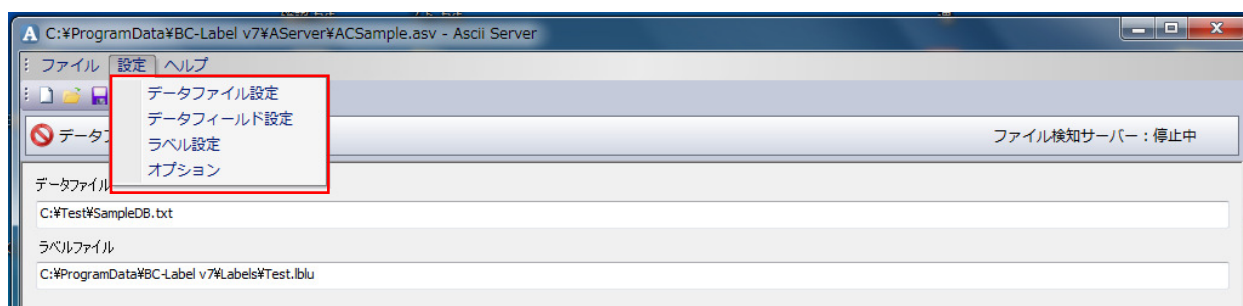 C:¥ProgramData¥BC-Label v7¥AServer¥ACSample.asv - Ascii Server
ファイル 設定 ヘルプ
データファイル設定
データフィールド設定
ラベル設定
オプション
データフ
ファイル検知サーバー：停止中
データファイル
C:¥Test¥SampleDB.txt
ラベルファイル
C:¥ProgramData¥BC-Label v7¥Labels¥Test.lblu